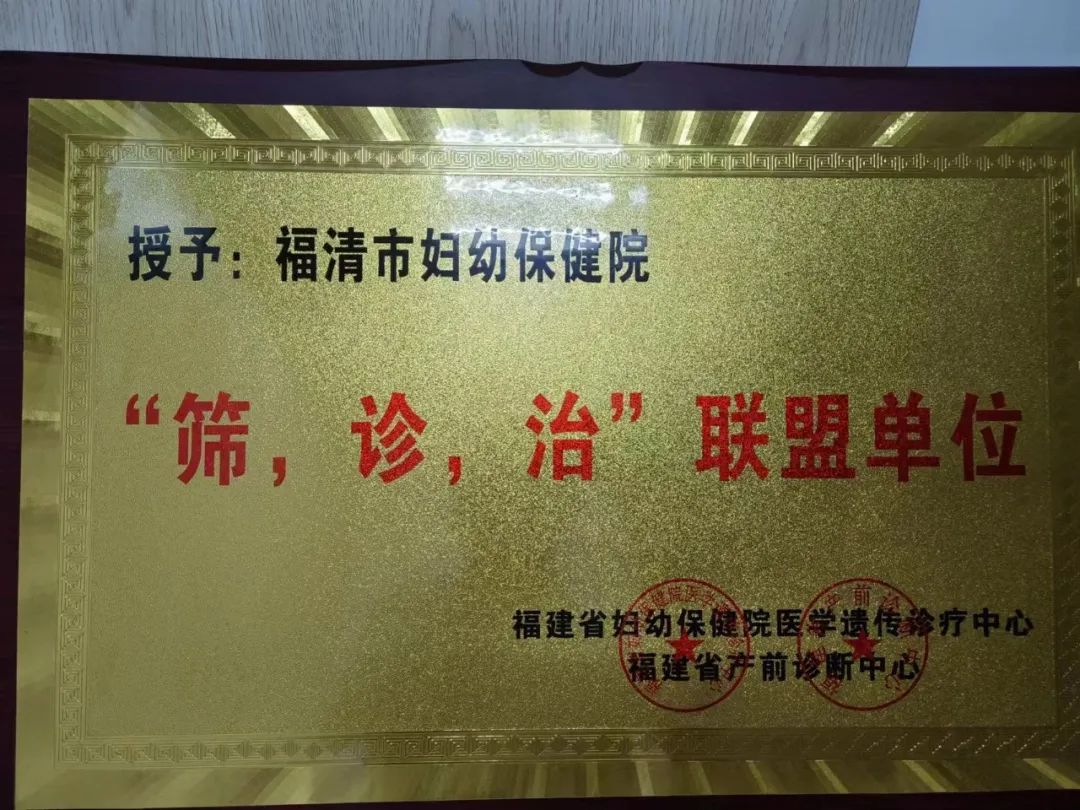 授予：福清市妇幼保健院
“筛，诊，治”联盟单位
福建省妇幼保健院医学遗传诊疗中心
福建省产前诊断中心